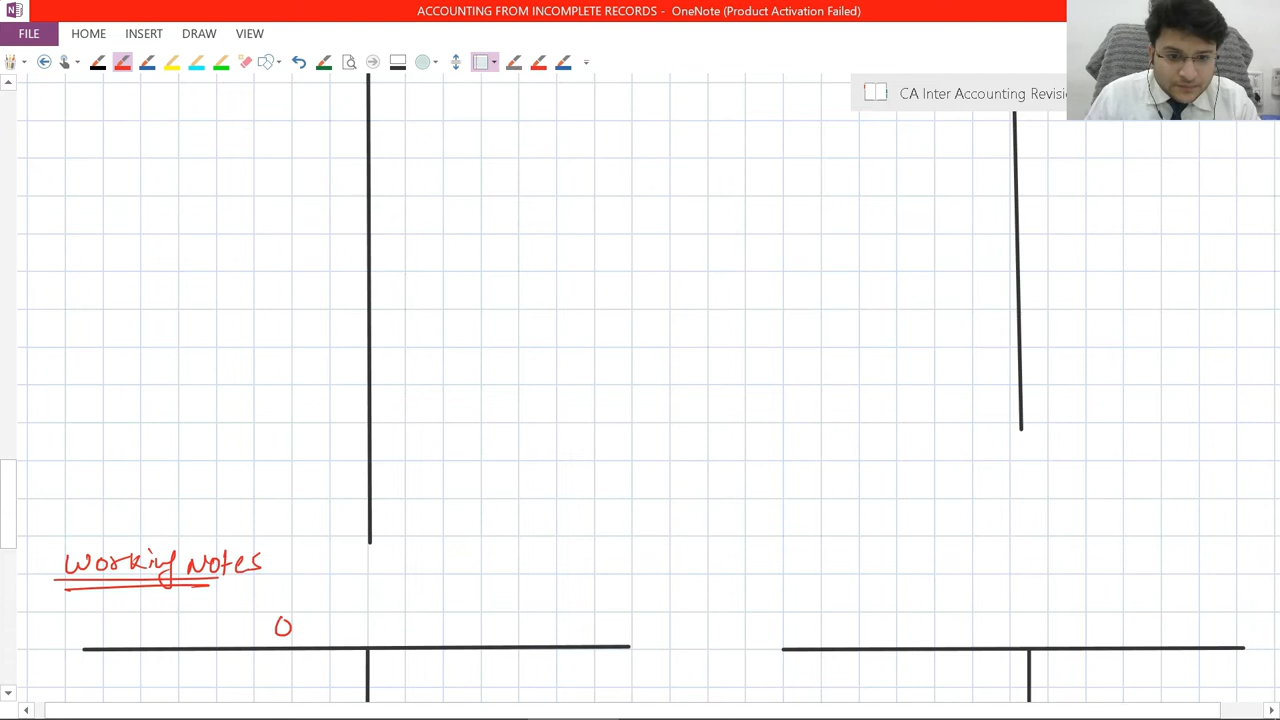 ACCOUNTING FROM INCOMPLETE RECORDS - OneNote (Product Activation Failed)
FILE HOME INSERT DRAW VIEW
CA Inter Accounting Revisi
Working Notes
O